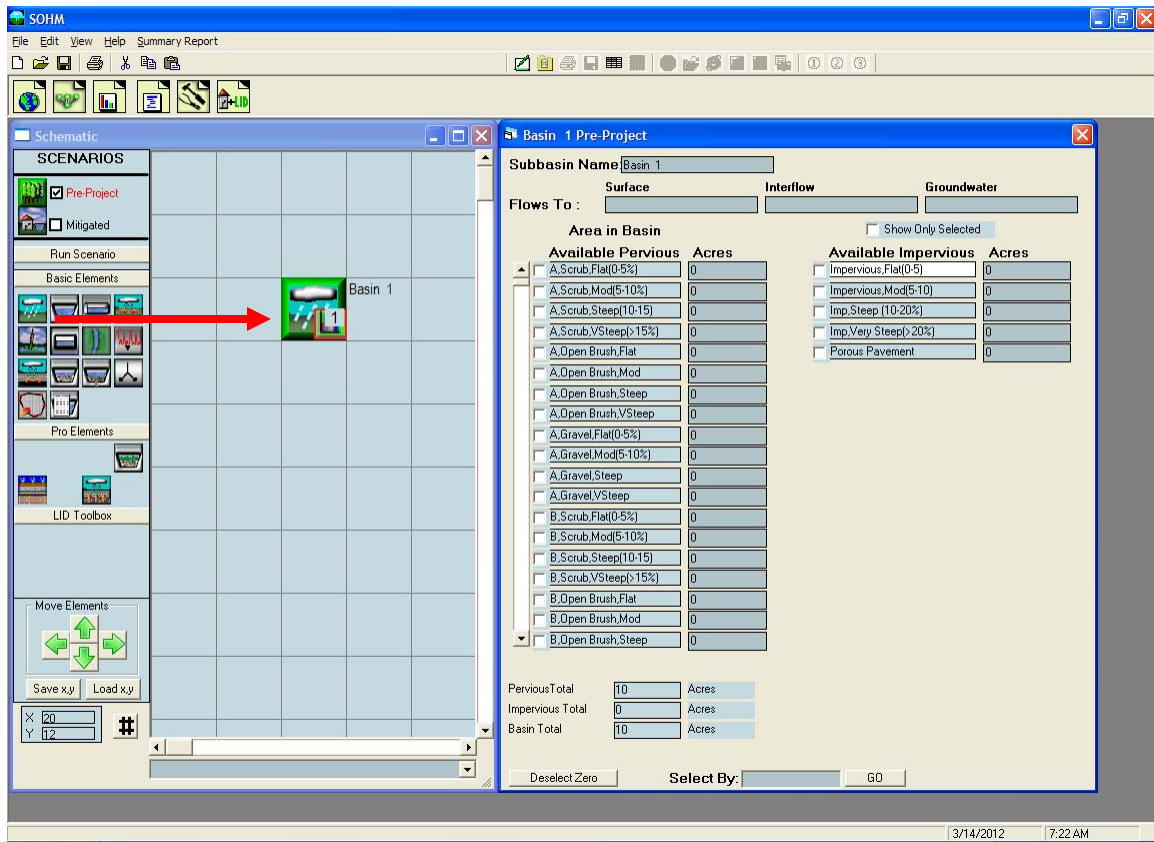 SOHM
File Edit View Help Summary Report
Schematic
SCENARIOS
Pre-Project
Mitigated
Run Scenario
Basic Elements
Pro Elements
LID Toolbox
Move Elements
Save x,y Load x,y
X 20
Y 12
#
Basin 1
1
+LID
Basin 1 Pre-Project
Subbasin Name: Basin 1
Surface Interflow Groundwater
Flows To :
Area in Basin Show Only Selected
Available Pervious Acres Available Impervious Acres
A,Scrub,Flat(0-5%) 0 Impervious,Flat(0-5) 0
A,Scrub,Mod(5-10%) 0 Impervious,Mod(5-10) 0
A,Scrub,Steep(10-15) 0 Imp,Steep (10-20%) 0
A,Scrub,VSteep(>15%) 0 Imp,Very Steep(>20%) 0
A,Open Brush,Flat 0 Porous Pavement 0
A,Open Brush,Mod 0
A,Open Brush,Steep 0
A,Open Brush,VSteep 0
A,Gravel,Flat(0-5%) 0
A,Gravel,Mod(5-10%) 0
A,Gravel,Steep 0
A,Gravel,VSteep 0
B,Scrub,Flat(0-5%) 0
B,Scrub,Mod(5-10%) 0
B,Scrub,Steep(10-15) 0
B,Scrub,VSteep(>15%) 0
B,Open Brush,Flat 0
B,Open Brush,Mod 0
B,Open Brush,Steep 0
PerviousTotal 10 Acres
Impervious Total 0 Acres
Basin Total 10 Acres
Deselect Zero Select By: GO
3/14/2012 7:22 AM